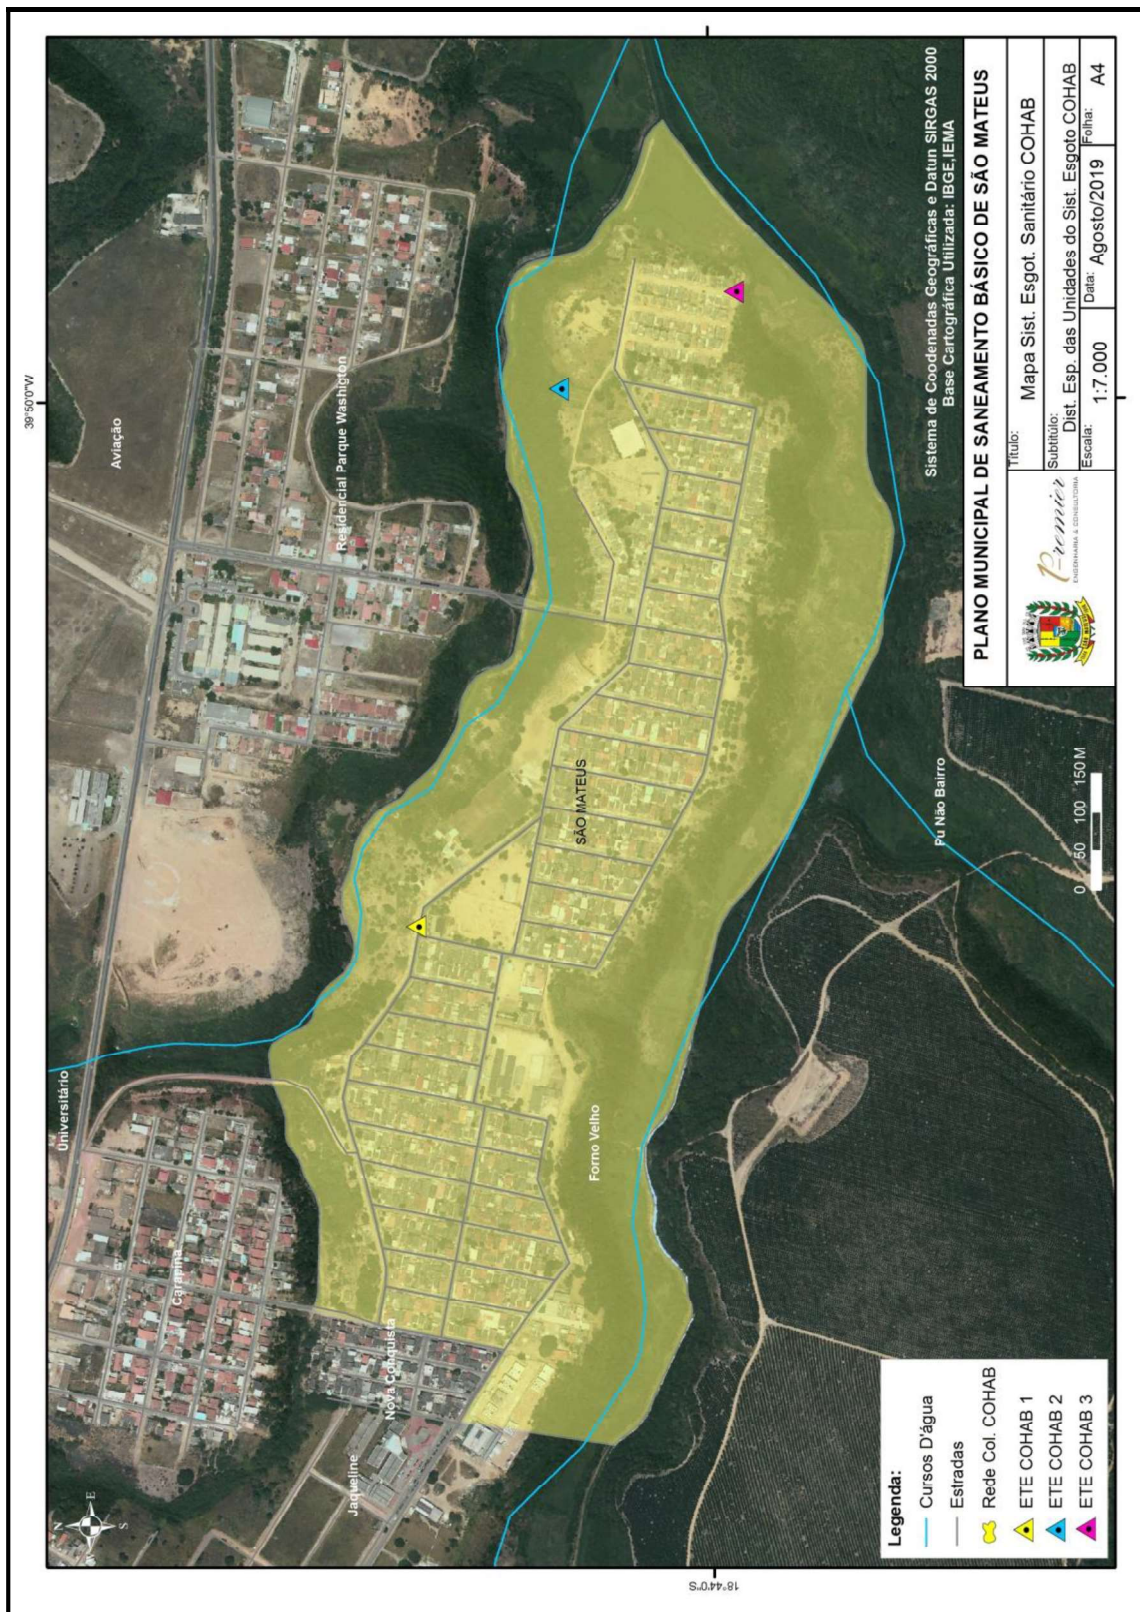 39°50'0"W
18°44'0"S
N
E
S
Aviação
Residencial Parque Washigton
Universitário
Carapina
Nova Conquista
Jaqueline
SÃO MATEUS
Forno Velho
Pu Não Bairro
0 50 100 150 M
Legenda:
Cursos D'água
Estradas
Rede Col. COHAB
ETE COHAB 1
ETE COHAB 2
ETE COHAB 3
Sistema de Coodenadas Geográficas e Datun SIRGAS 2000
Base Cartográfica Utilizada: IBGE,IEMA
PLANO MUNICIPAL DE SANEAMENTO BÁSICO DE SÃO MATEUS
Premier
ENGENHARIA & CONSULTORIA
Título:
Mapa Sist. Esgot. Sanitário COHAB
Subtitúlo:
Dist. Esp. das Unidades do Sist. Esgoto COHAB
Escala:
1:7.000
Data:
Agosto/2019
Folha:
A4